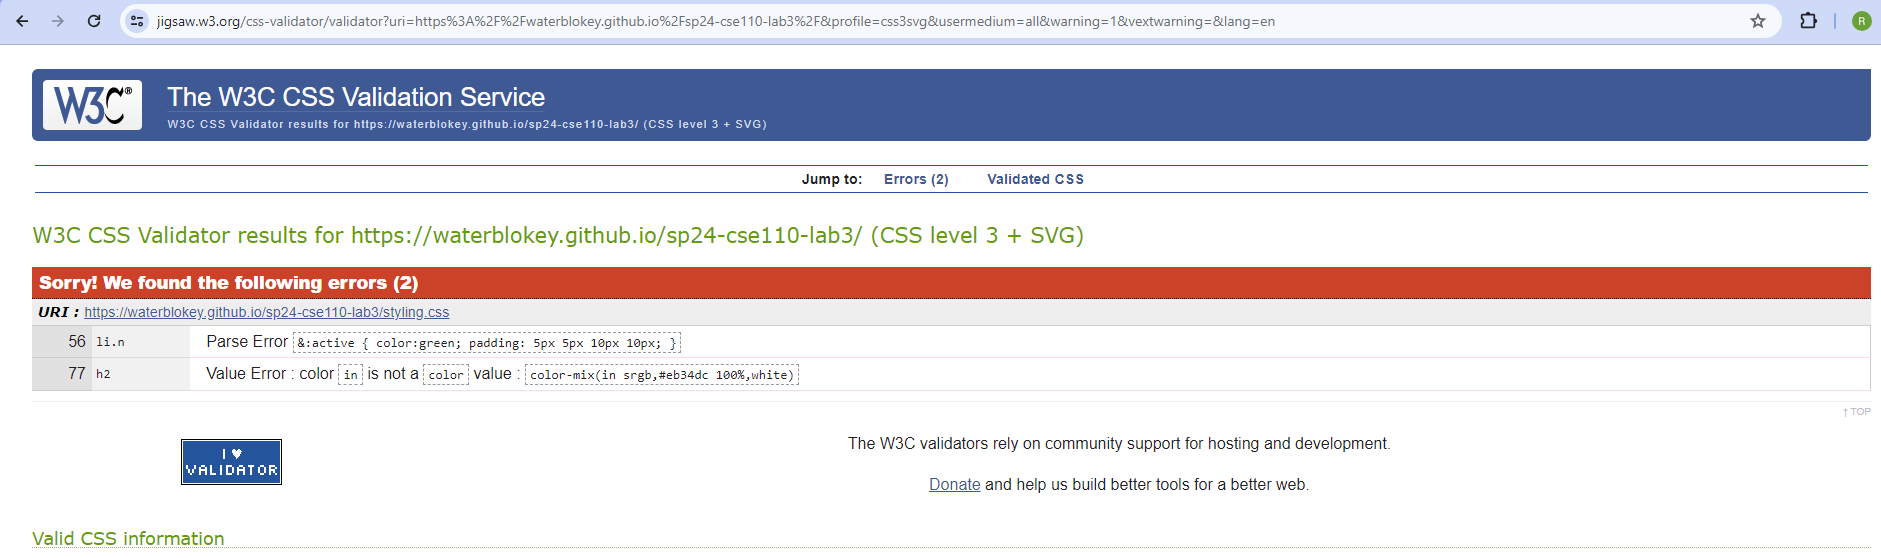 jigsaw.w3.org/css-validator/validator?uri=https%3A%2F%2Fwaterblokey.github.io%2Fsp24-cse110-lab3%2F&profile=css3svg&usermedium=all&warning=1&vextwarning=&lang=en
R
W3C®
The W3C CSS Validation Service
W3C CSS Validator results for https://waterblokey.github.io/sp24-cse110-lab3/ (CSS level 3 + SVG)
Jump to: Errors (2) Validated CSS
W3C CSS Validator results for https://waterblokey.github.io/sp24-cse110-lab3/ (CSS level 3 + SVG)
Sorry! We found the following errors (2)
URI : https://waterblokey.github.io/sp24-cse110-lab3/styling.css
56 li.n Parse Error &:active { color:green; padding: 5px 5px 10px 10px; }
77 h2 Value Error : color in is not a color value : color-mix(in srgb,#eb34dc 100%,white)
↑ TOP
I ♥
VALIDATOR
The W3C validators rely on community support for hosting and development.
Donate and help us build better tools for a better web.
Valid CSS information